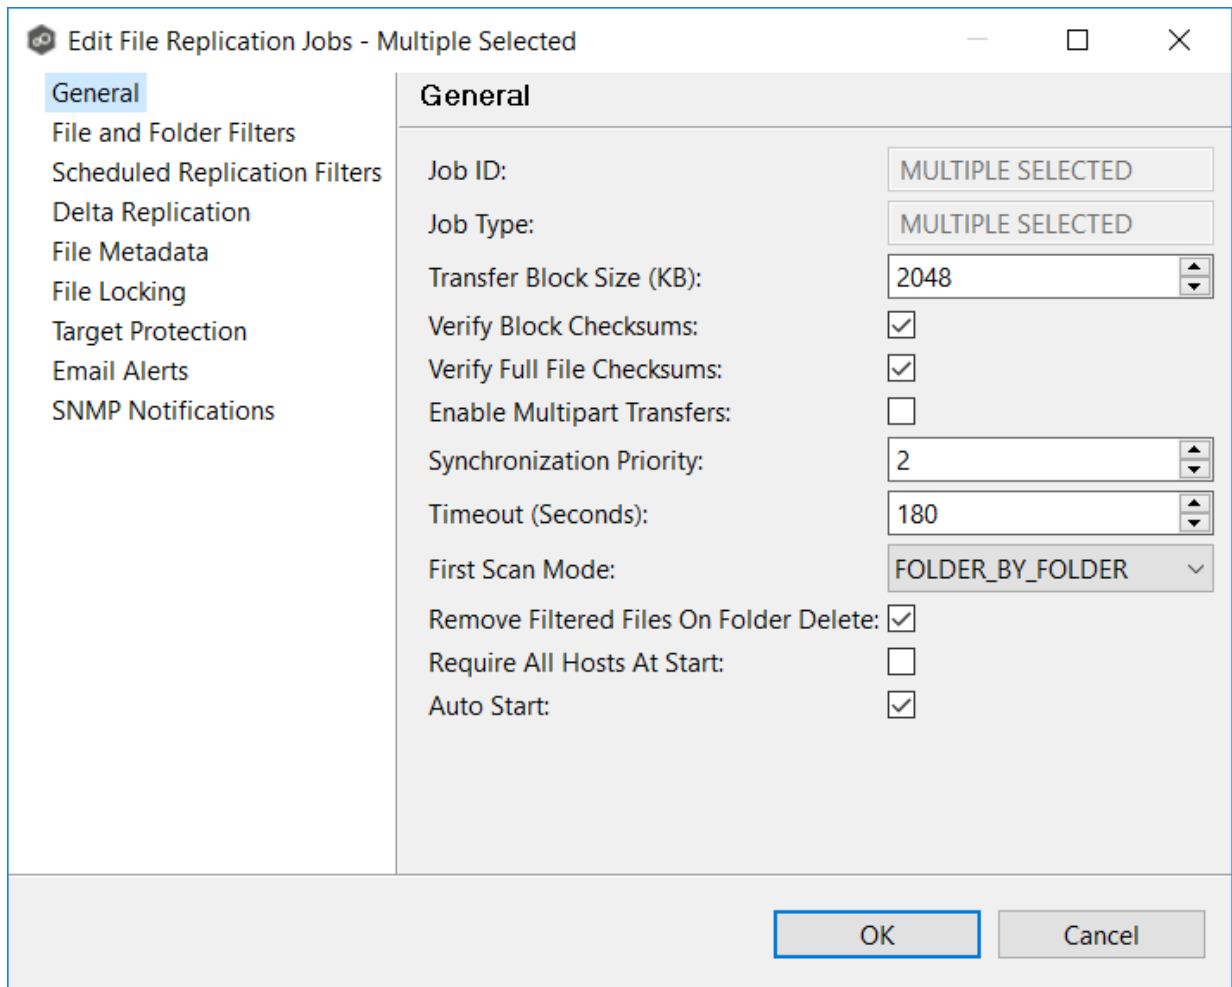 Edit File Replication Jobs - Multiple Selected
General
File and Folder Filters
Scheduled Replication Filters
Delta Replication
File Metadata
File Locking
Target Protection
Email Alerts
SNMP Notifications
General
Job ID: MULTIPLE SELECTED
Job Type: MULTIPLE SELECTED
Transfer Block Size (KB): 2048
Verify Block Checksums:
Verify Full File Checksums:
Enable Multipart Transfers:
Synchronization Priority: 2
Timeout (Seconds): 180
First Scan Mode: FOLDER_BY_FOLDER
Remove Filtered Files On Folder Delete:
Require All Hosts At Start:
Auto Start:
OK Cancel